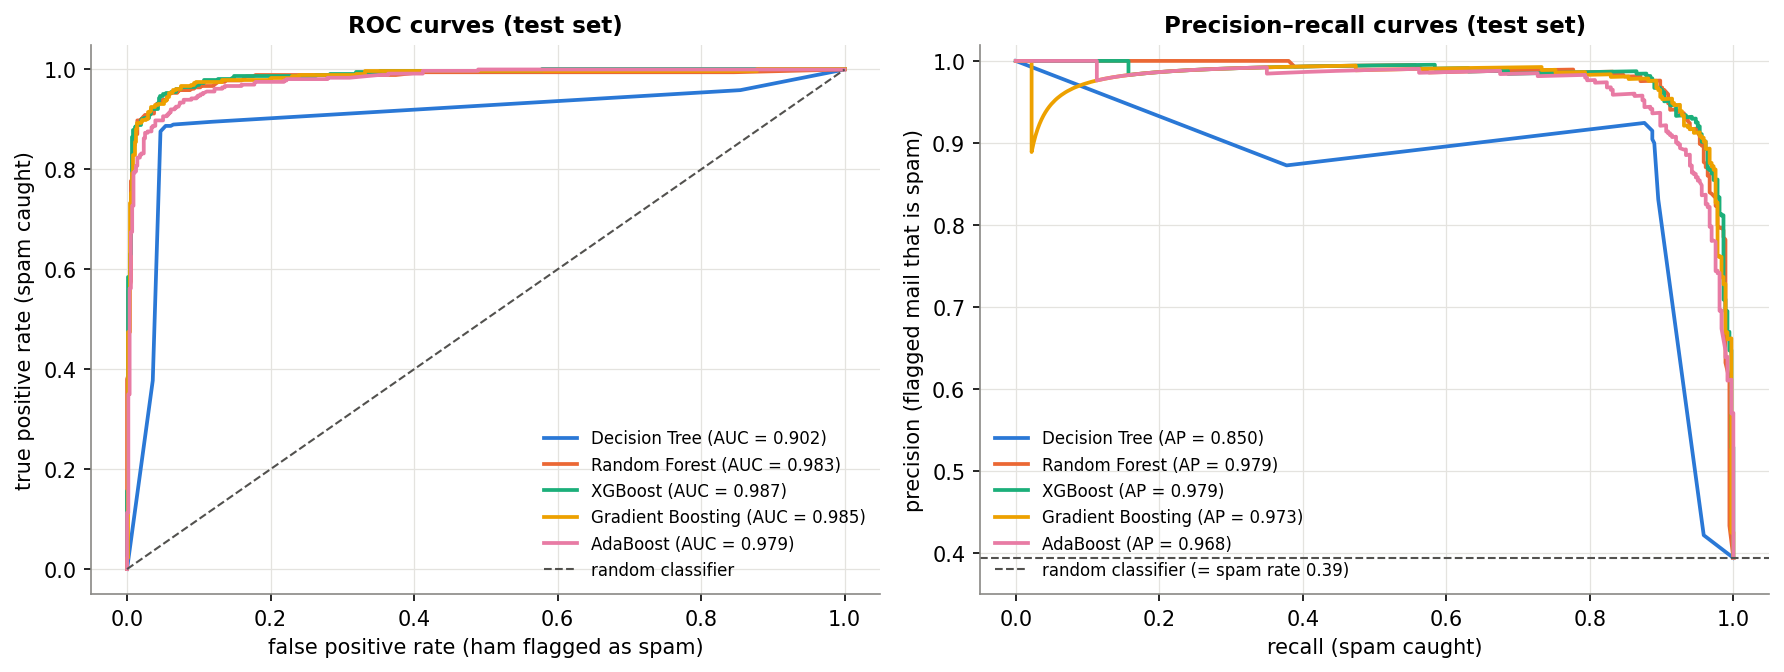 ROC curves (test set)
true positive rate (spam caught)
1.0
0.8
0.6
0.4
0.2
0.0
Decision Tree (AUC = 0.902)
Random Forest (AUC = 0.983)
XGBoost (AUC = 0.987)
Gradient Boosting (AUC = 0.985)
AdaBoost (AUC = 0.979)
random classifier
0.0 0.2 0.4 0.6 0.8 1.0
false positive rate (ham flagged as spam)
Precision–recall curves (test set)
precision (flagged mail that is spam)
1.0
0.9
0.8
0.7
0.6
0.5
0.4
Decision Tree (AP = 0.850)
Random Forest (AP = 0.979)
XGBoost (AP = 0.979)
Gradient Boosting (AP = 0.973)
AdaBoost (AP = 0.968)
random classifier (= spam rate 0.39)
0.0 0.2 0.4 0.6 0.8 1.0
recall (spam caught)